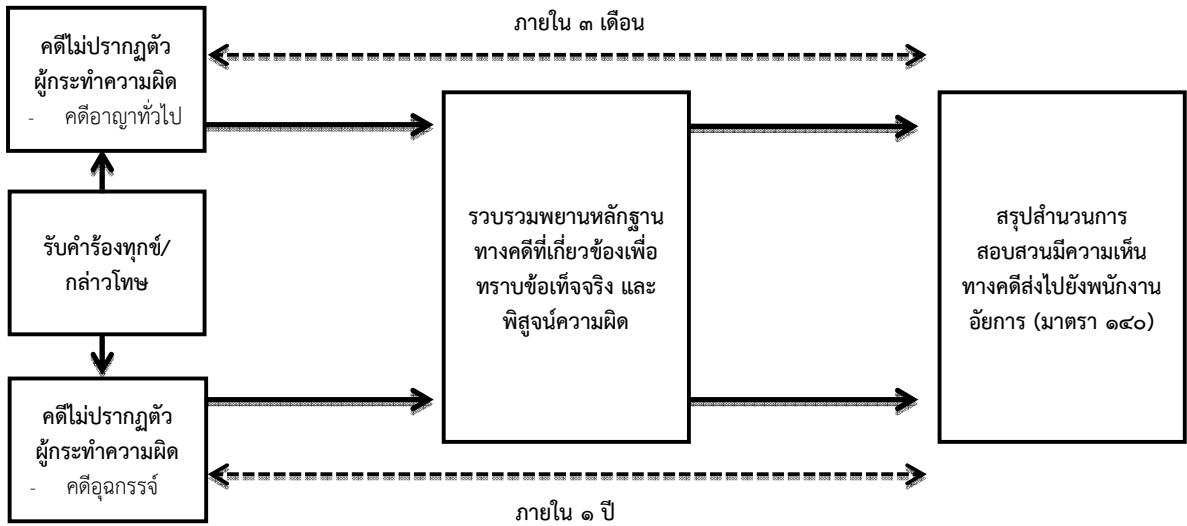 ภายใน ๓ เดือน
คดีไม่ปรากฏตัว
ผู้กระทำความผิด
- คดีอาญาทั่วไป
รับคำร้องทุกข์/
กล่าวโทษ
คดีไม่ปรากฏตัว
ผู้กระทำความผิด
- คดีอุฉกรรจ์
รวบรวมพยานหลักฐาน
ทางคดีที่เกี่ยวข้องเพื่อ
ทราบข้อเท็จจริง และ
พิสูจน์ความผิด
สรุปสำนวนการ
สอบสวนมีความเห็น
ทางคดีส่งไปยังพนักงาน
อัยการ (มาตรา ๑๔๐)
ภายใน ๑ ปี